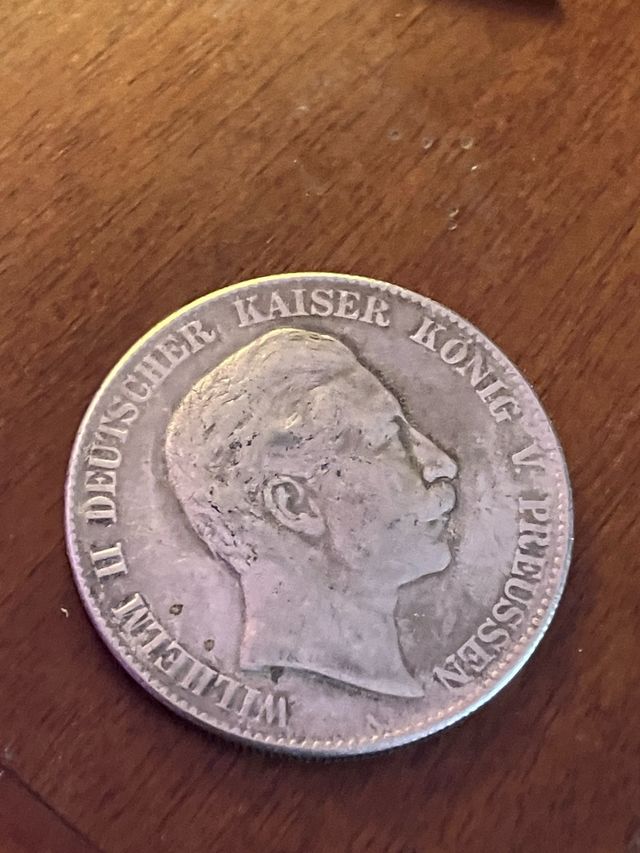 WILHELM II DEUTSCHER KAISER KÖNIG V. PREUSSEN
A